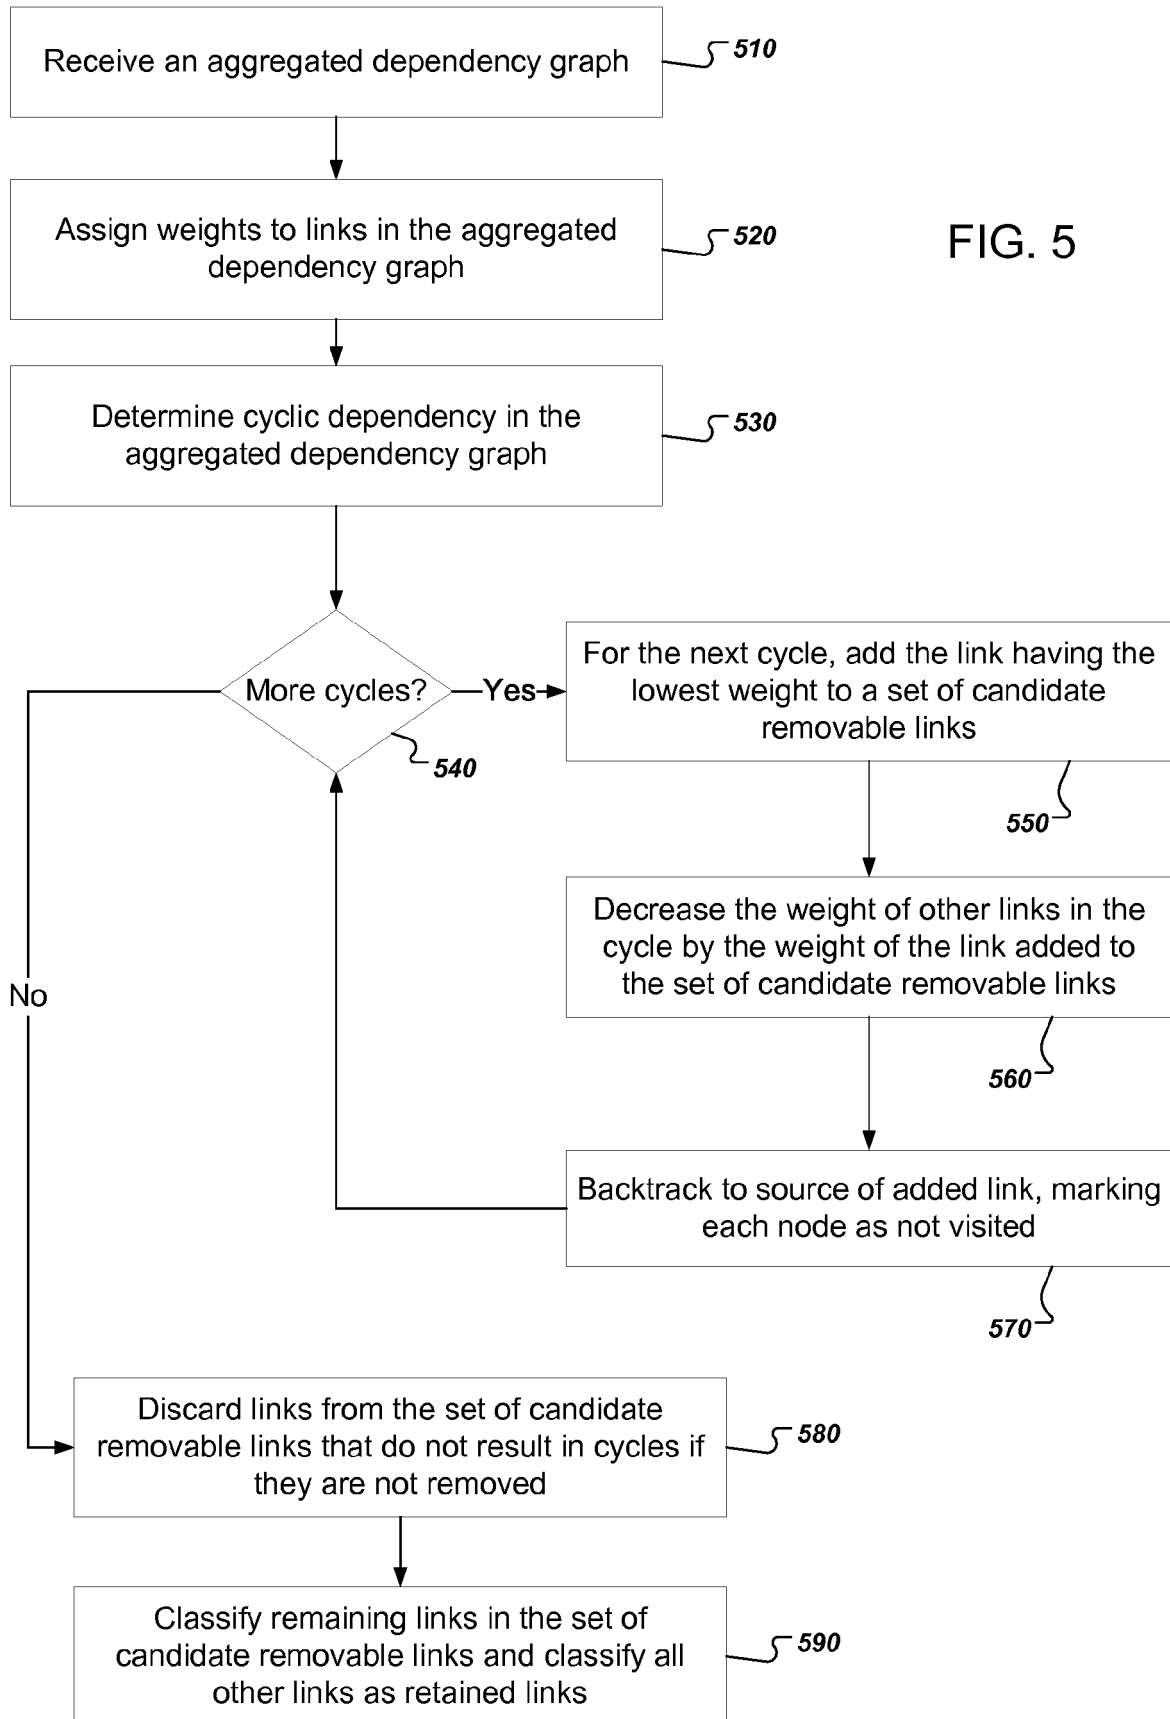 Receive an aggregated dependency graph
510
Assign weights to links in the aggregated
dependency graph
520
FIG. 5
Determine cyclic dependency in the
aggregated dependency graph
530
More cycles?
Yes
540
For the next cycle, add the link having the
lowest weight to a set of candidate
removable links
550
Decrease the weight of other links in the
cycle by the weight of the link added to
the set of candidate removable links
560
No
Backtrack to source of added link, marking
each node as not visited
570
Discard links from the set of candidate
removable links that do not result in cycles if
they are not removed
580
Classify remaining links in the set of
candidate removable links and classify all
other links as retained links
590